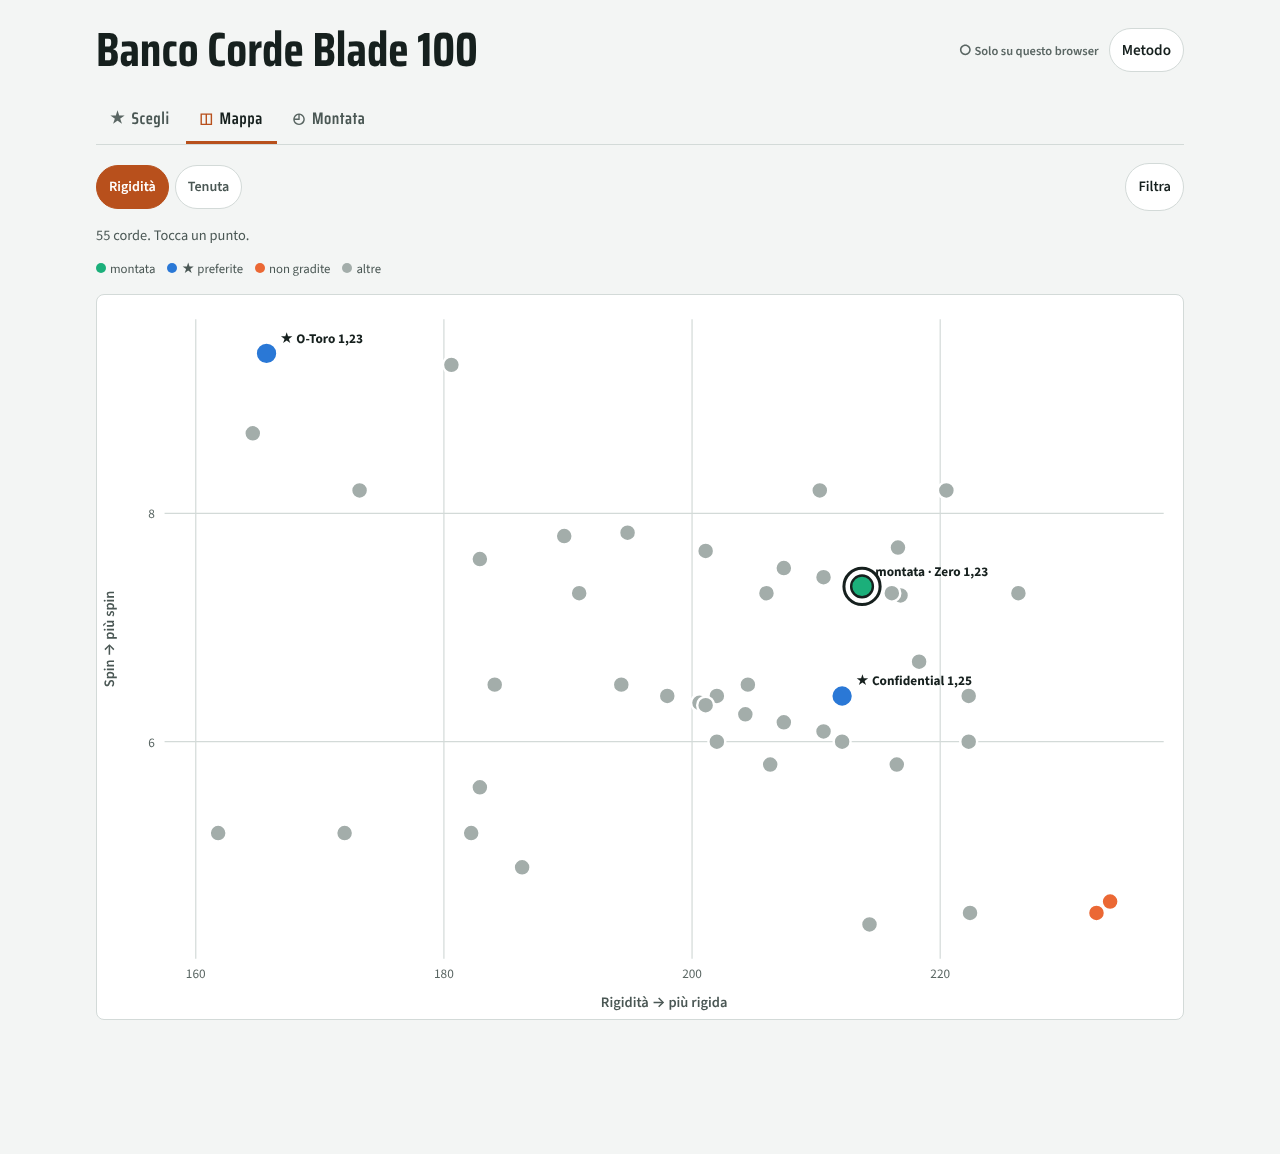 Banco Corde Blade 100
Solo su questo browser
Metodo
★ Scegli
Mappa
Montata
Rigidità
Tenuta
Filtra
55 corde. Tocca un punto.
montata
★ preferite
non gradite
altre
★ O-Toro 1,23
8
montata · Zero 1,23
Spin → più spin
★ Confidential 1,25
6
160
180
200
220
Rigidità → più rigida